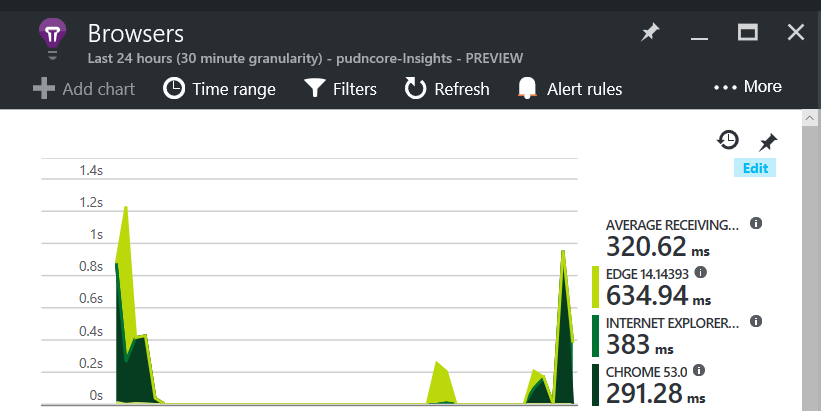 Browsers
Last 24 hours (30 minute granularity) - pudncore-Insights - PREVIEW
Add chart Time range Filters Refresh Alert rules ... More
Edit
1.4s
1.2s
1s
0.8s
0.6s
0.4s
0.2s
0s
AVERAGE RECEIVING...
320.62 ms
EDGE 14.14393
634.94 ms
INTERNET EXPLORER...
383 ms
CHROME 53.0
291.28 ms